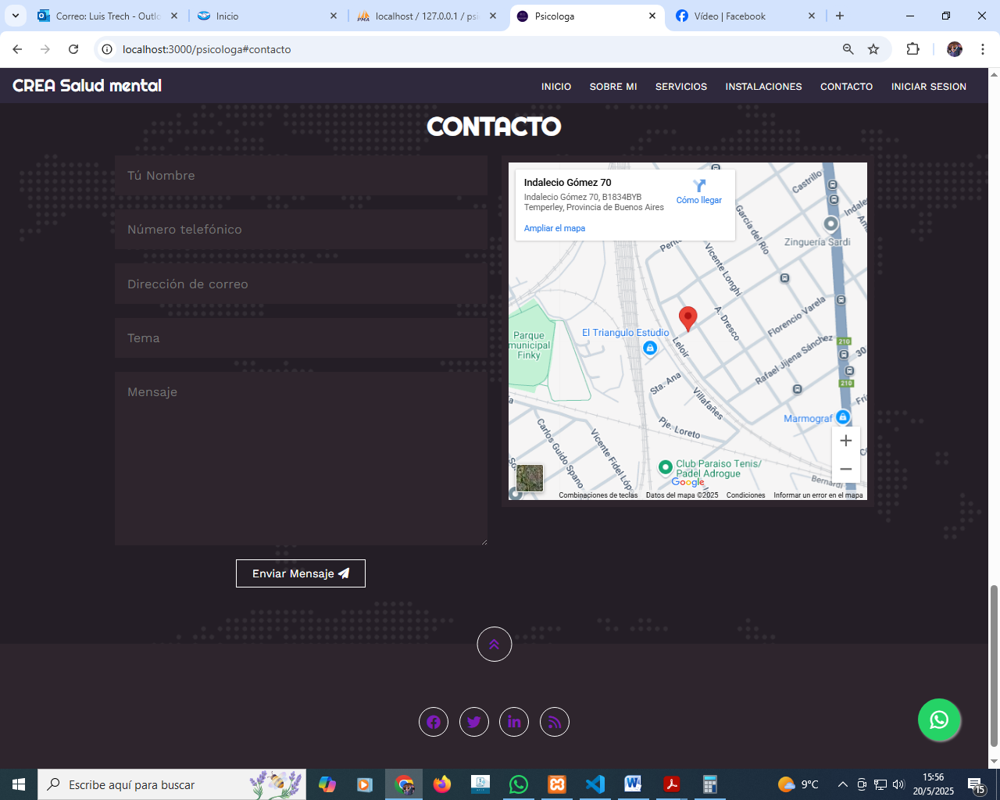 Correo: Luis Trech - Outlo
Inicio
localhost / 127.0.0.1 / psi
Psicologa
Vídeo | Facebook
localhost:3000/psicologa#contacto
CREA Salud mental
INICIO
SOBRE MI
SERVICIOS
INSTALACIONES
CONTACTO
INICIAR SESION
CONTACTO
Tú Nombre
Número telefónico
Dirección de correo
Tema
Mensaje
Enviar Mensaje
Indalecio Gómez 70
Indalecio Gómez 70, B1834BYB
Temperley, Provincia de Buenos Aires
Cómo llegar
Ampliar el mapa
Castrillo
Indale
García del Río
Zinguería Sardi
Vicente Longhi
A. Dresco
Florencio Varela
El Triangulo Estudio
Parque
municipal
Finky
Leloir
210
30
Rafael Jijena Sánchez
Sta. Ana
210
Villafañes
Marmograf
Pje. Loreto
Carlos Guido Spano
Vicente Fidel Lóp
Club Paraiso Tenis/
Padel Adrogue
Bernardi
Google
Combinaciones de teclas
Datos del mapa ©2025
Condiciones
Informar un error en el mapa
Escribe aquí para buscar
9°C
15:56
20/5/2025
15